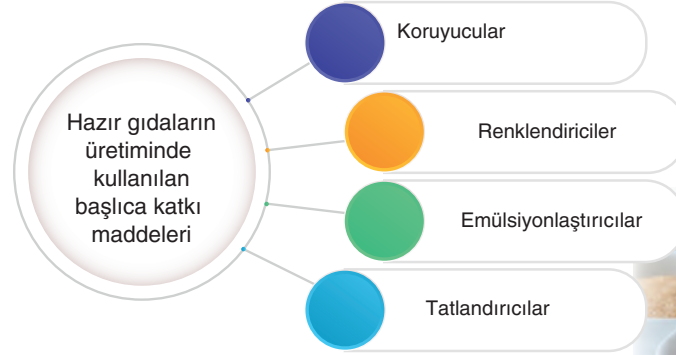 Hazır gıdaların
üretiminde
kullanılan
başlıca katkı
maddeleri
Koruyucular
Renklendiriciler
Emülsiyonlaştırıcılar
Tatlandırıcılar